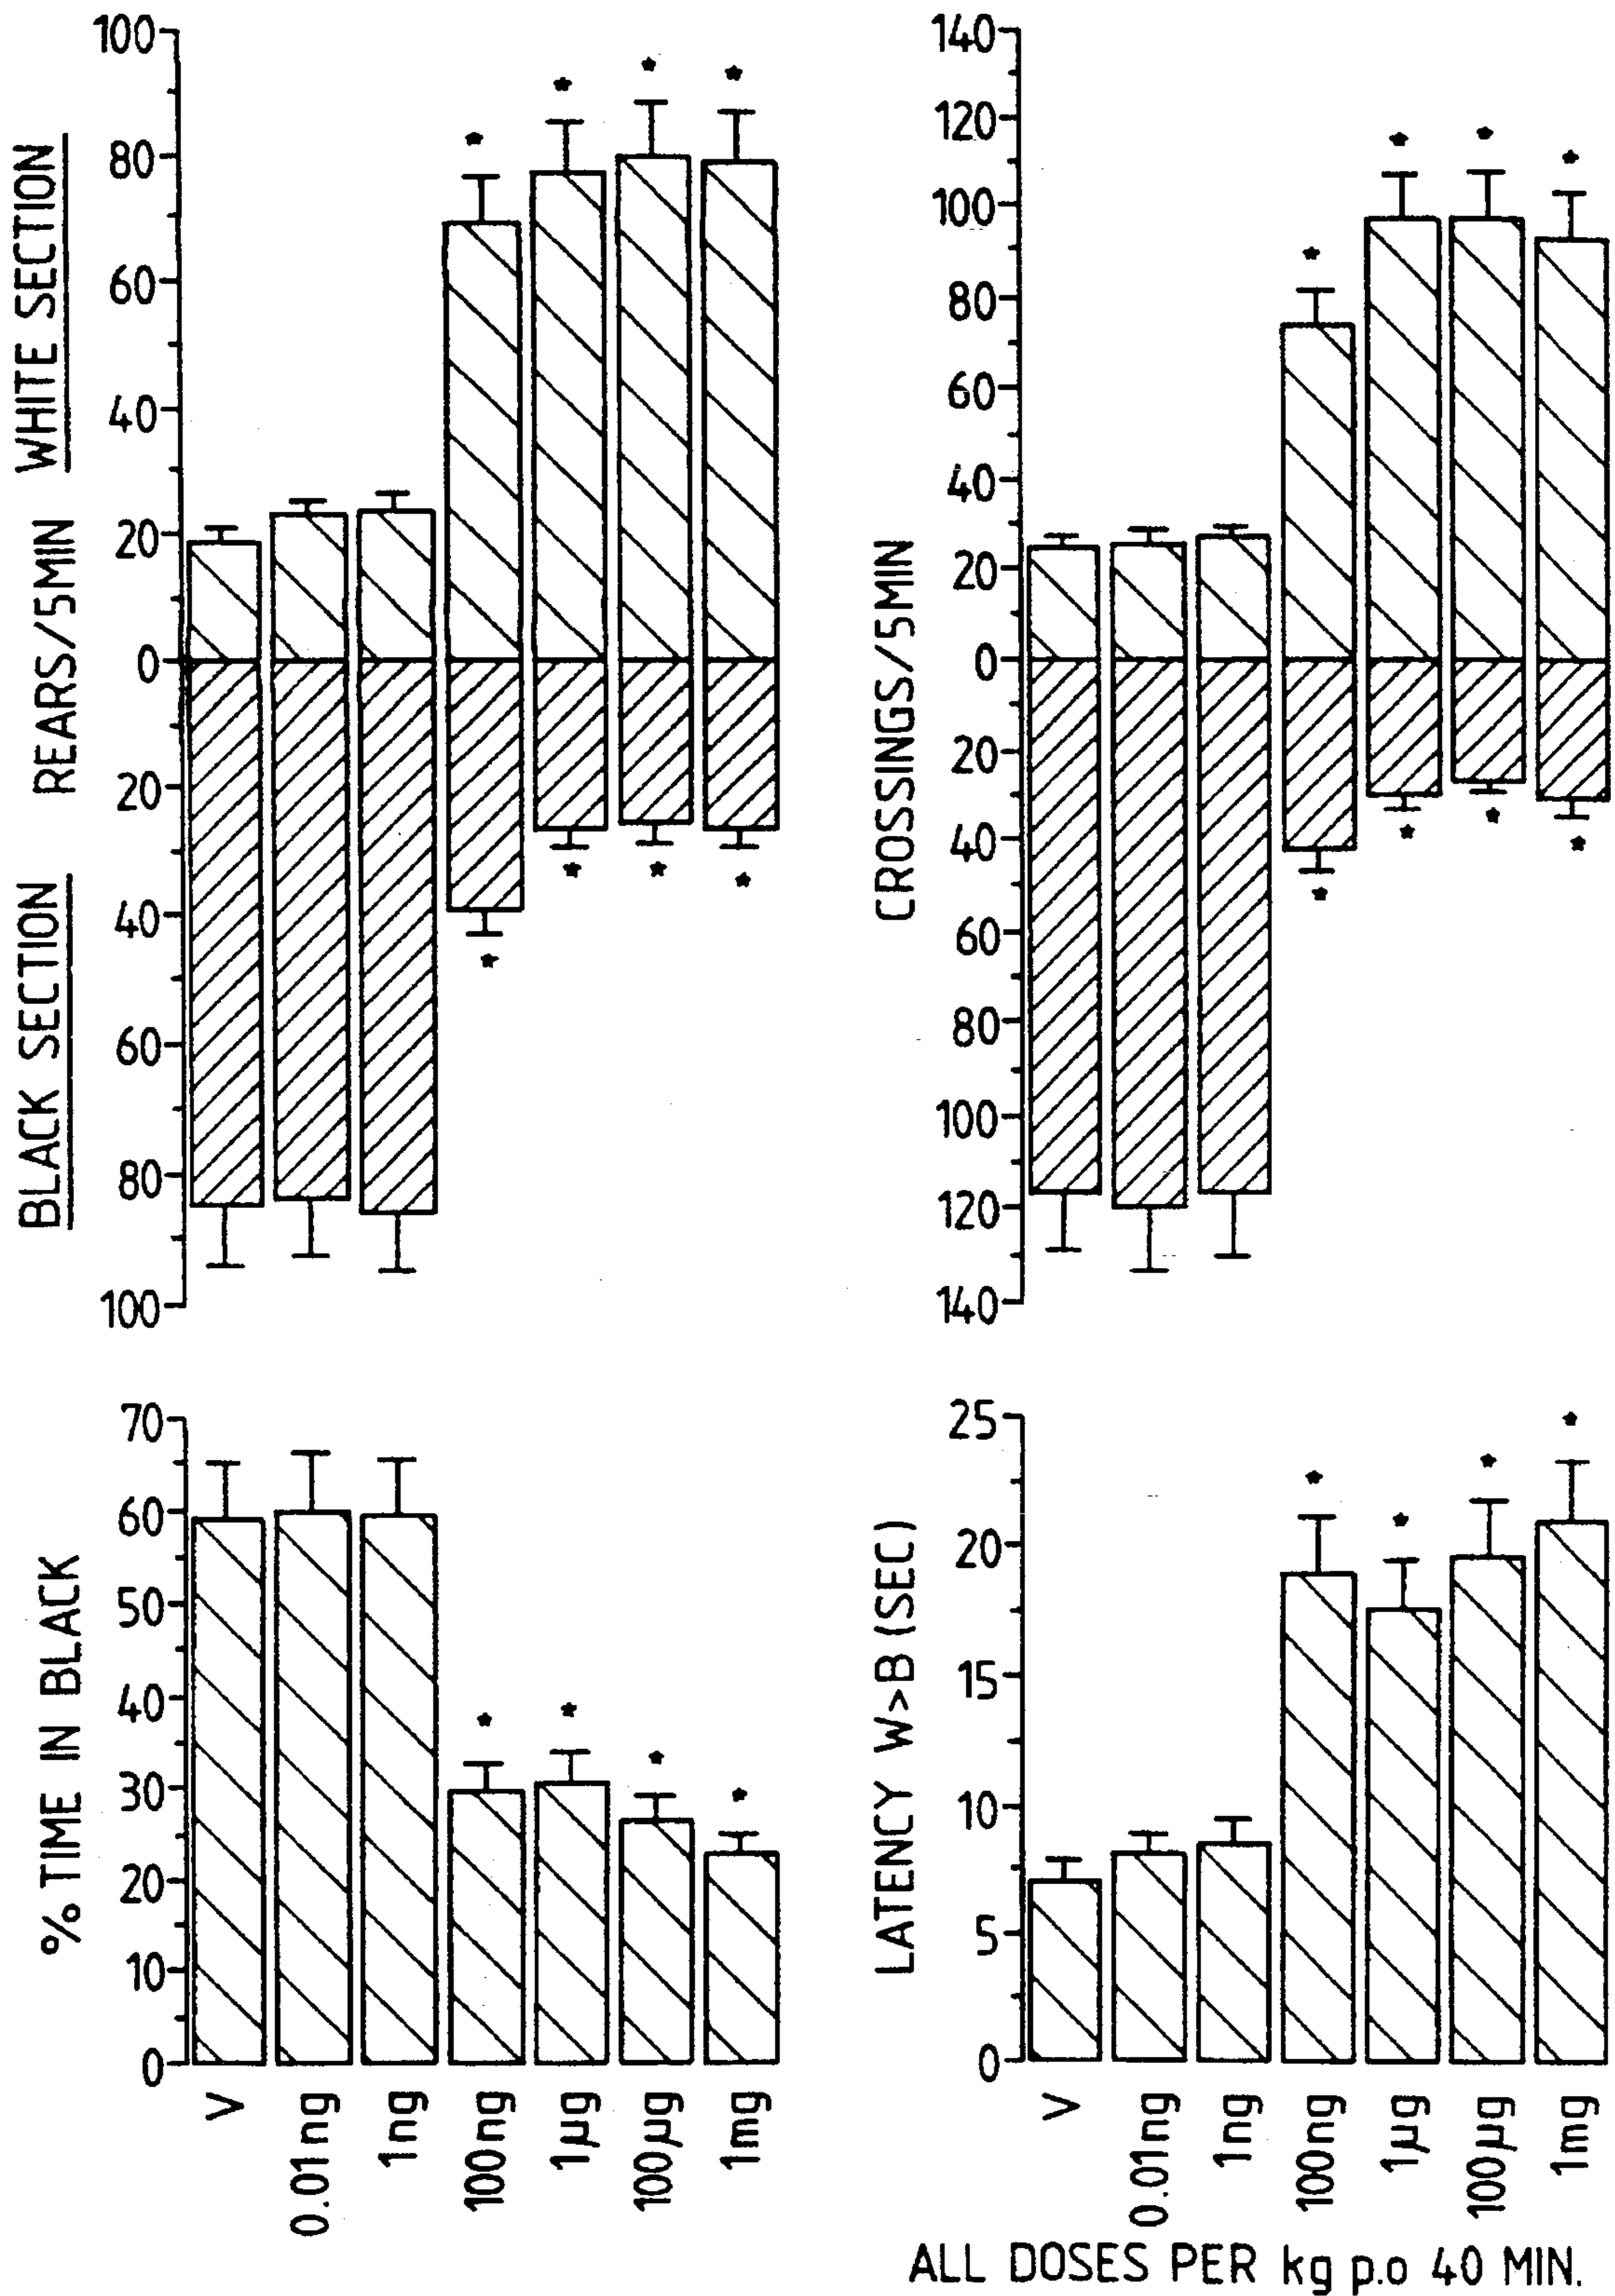 WHITE SECTION
BLACK SECTION
REARS/5MIN
100
80
60
40
20
0
20
40
60
80
100
CROSSINGS/5MIN
140
120
100
80
60
40
20
0
20
40
60
80
100
120
140
% TIME IN BLACK
70
60
50
40
30
20
10
0
V
0.01ng
1ng
100ng
1µg
100µg
1mg
LATENCY W>B (SEC)
25
20
15
10
5
0
V
0.01ng
1ng
100ng
1µg
100µg
1mg
ALL DOSES PER kg p.o 40 MIN.